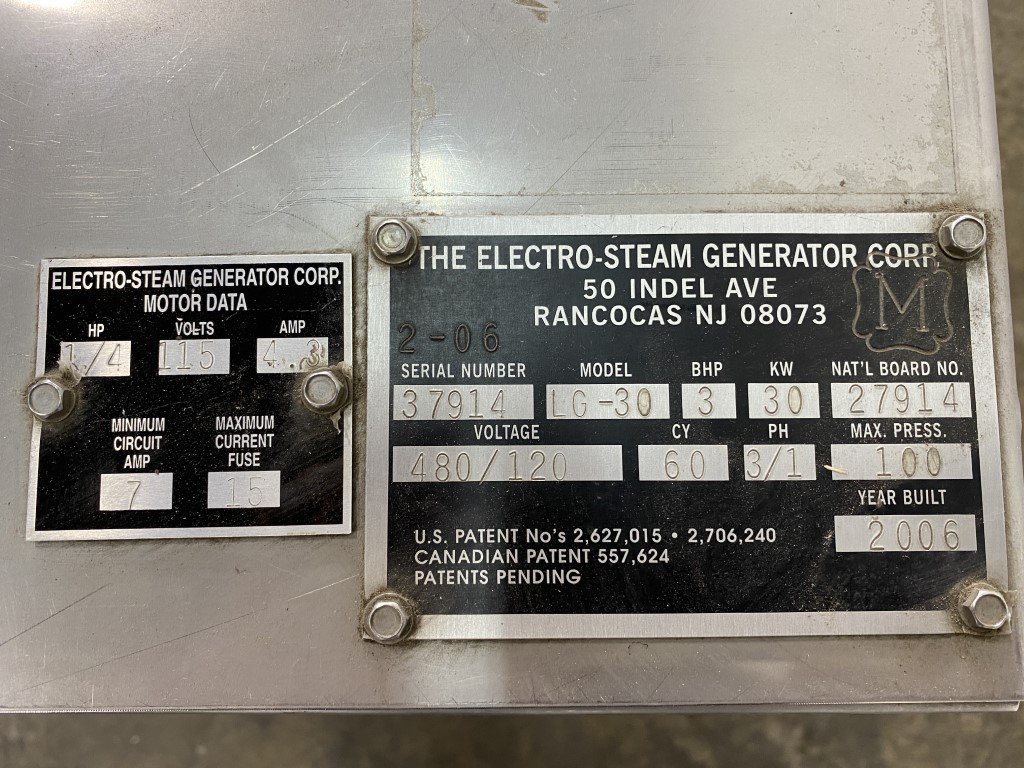 ELECTRO-STEAM GENERATOR CORP.
MOTOR DATA
HP VOLTS AMP
1/4 115 4.3
MINIMUM CIRCUIT AMP
MAXIMUM CURRENT FUSE
7 15
THE ELECTRO-STEAM GENERATOR CORP.
50 INDEL AVE
RANCOCAS NJ 08073
M
2-06
SERIAL NUMBER MODEL BHP KW NAT'L BOARD NO.
37914 LG-30 3 30 27914
VOLTAGE CY PH MAX. PRESS.
480/120 60 3/1 100
YEAR BUILT
2006
U.S. PATENT No's 2,627,015 • 2,706,240
CANADIAN PATENT 557,624
PATENTS PENDING